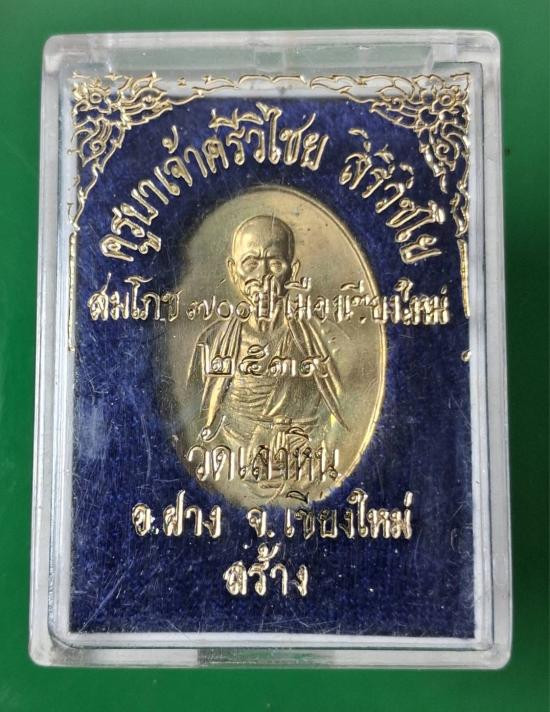 ครูบาเจ้าศรีวิไชย สิริวิชโย
สมโภช ๗๐๐ ปี เมืองเชียงใหม่
๒๕๓๙
วัดเสาหิน
อ.ฝาง จ.เชียงใหม่
สร้าง